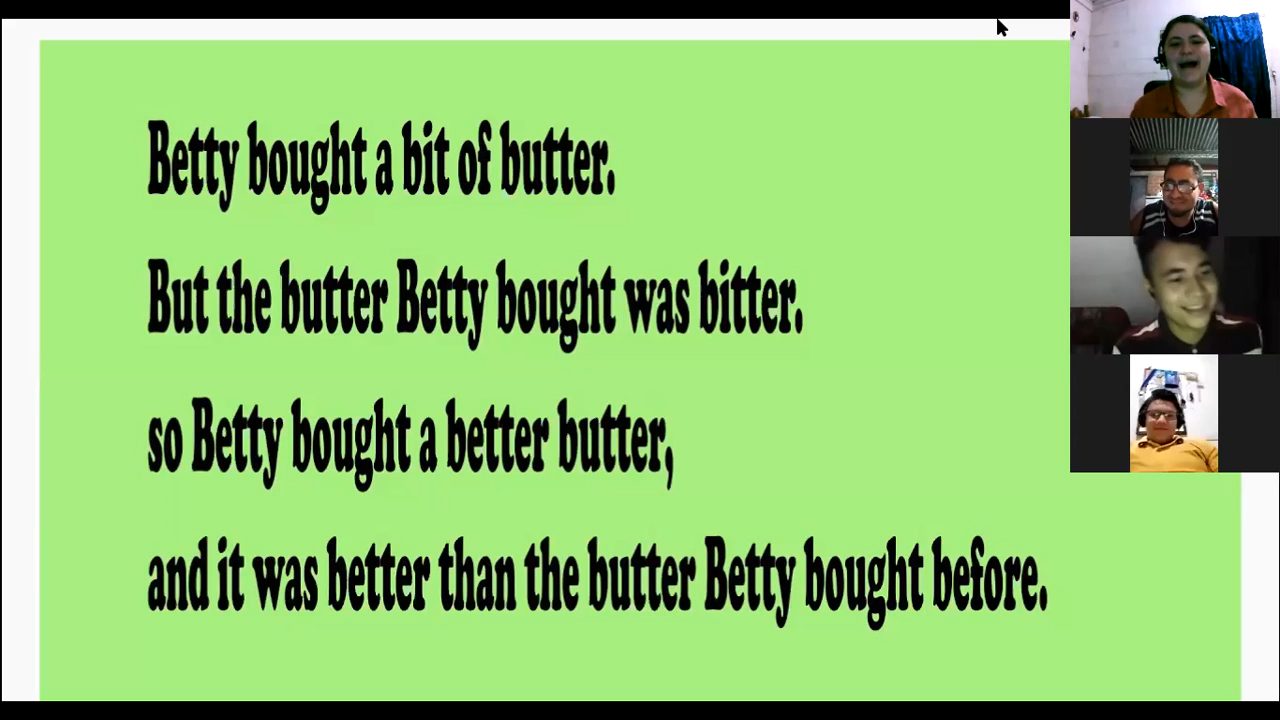 Betty bought a bit of butter.
But the butter Betty bought was bitter.
so Betty bought a better butter,
and it was better than the butter Betty bought before.